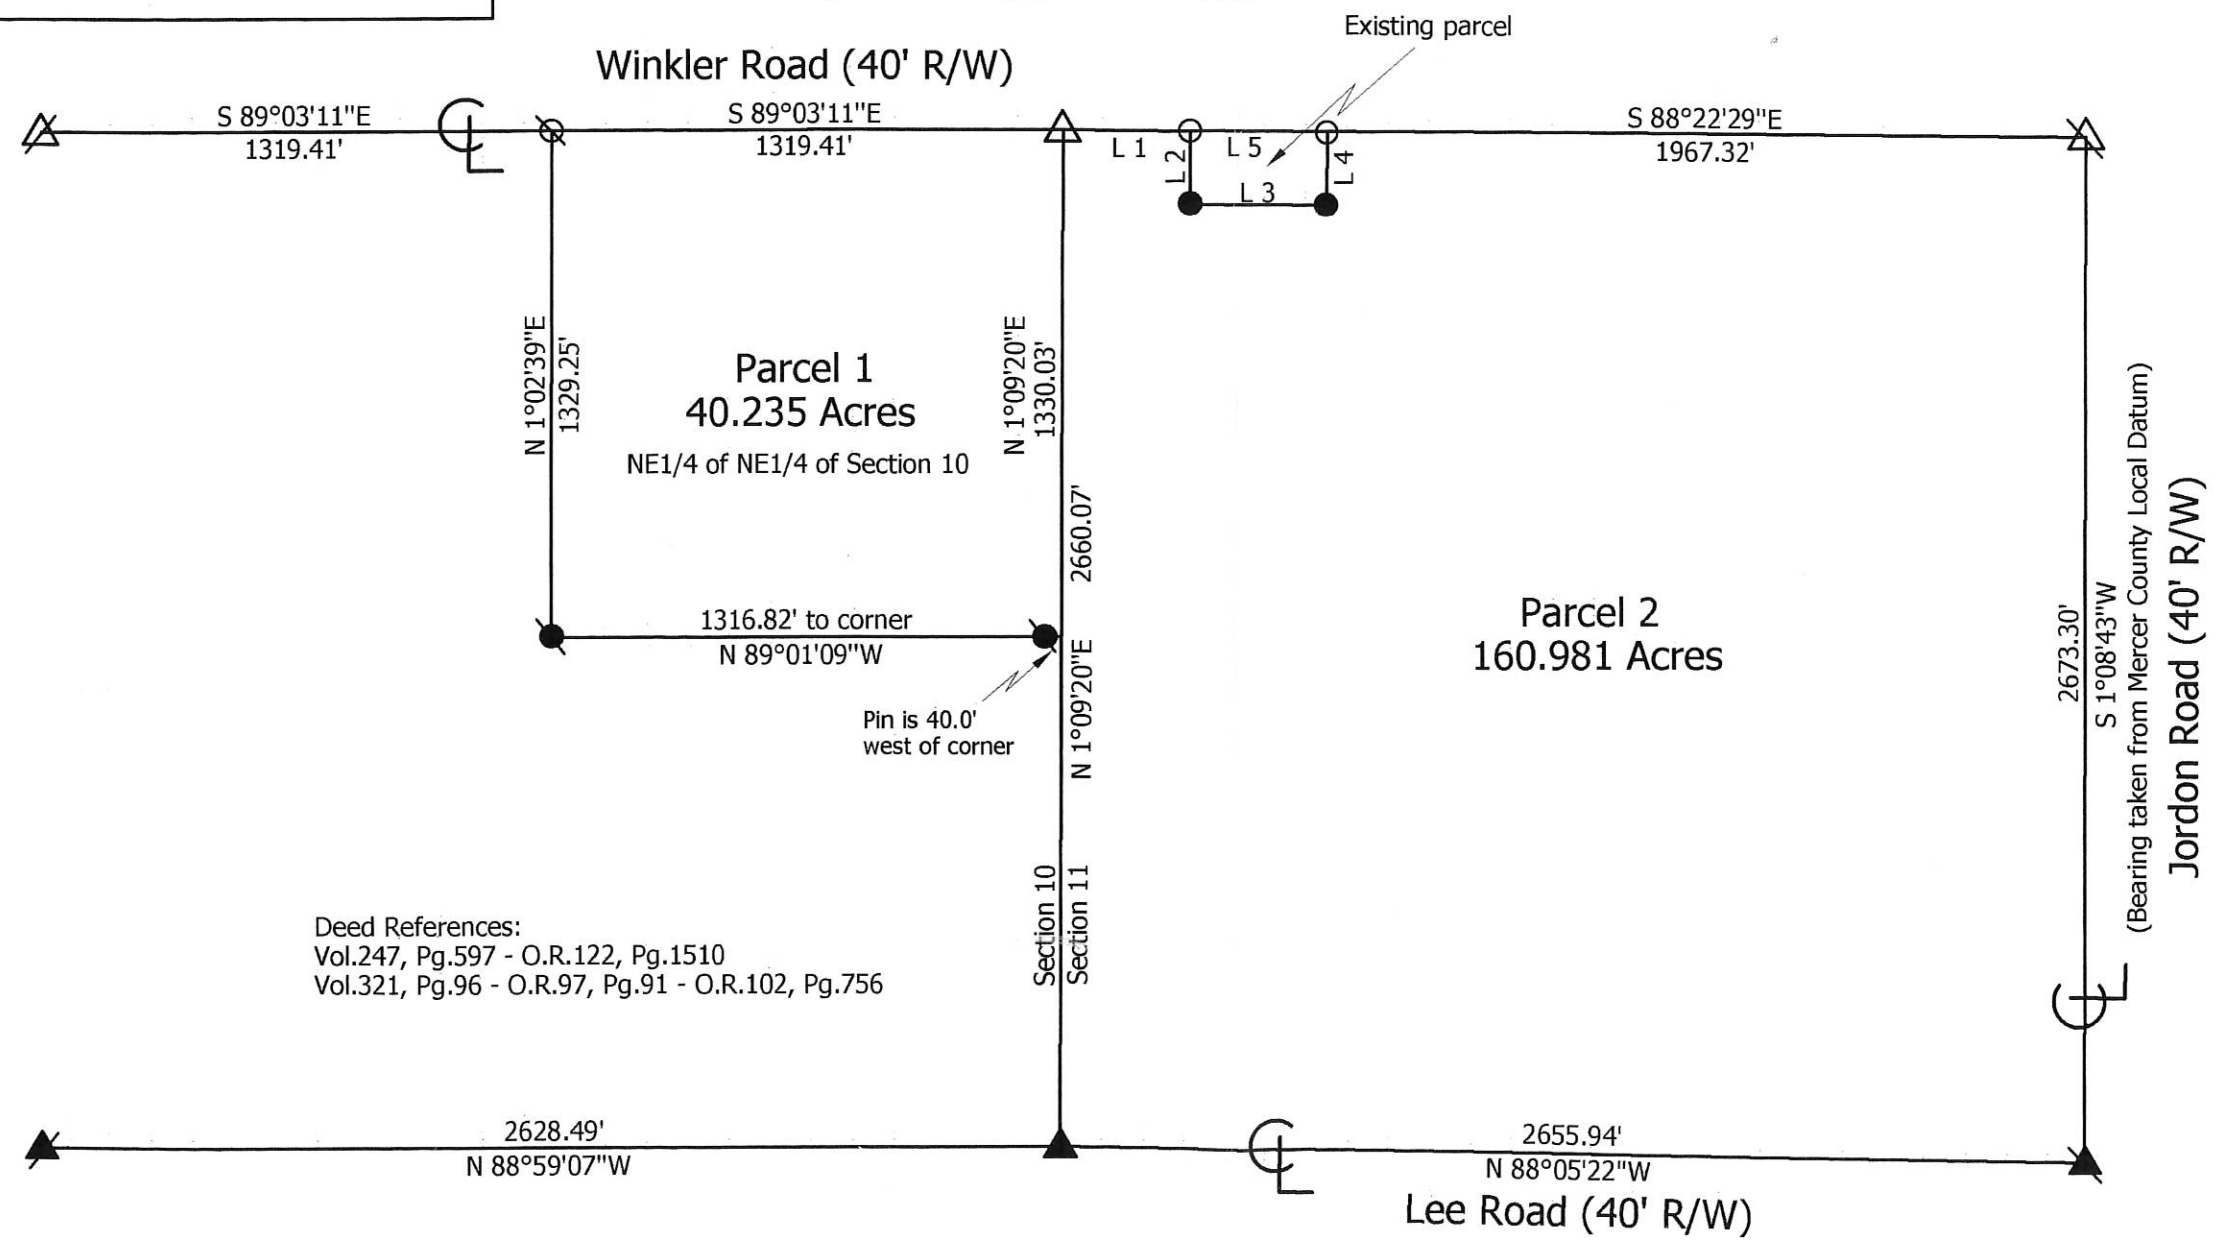 Existing parcel
Winkler Road (40' R/W)
S 89°03'11"E
1319.41'
S 89°03'11"E
1319.41'
S 88°22'29"E
1967.32'
CL
L 1
L 2
L 5
L 3
L 4
N 1°02'39"E
1329.25'
Parcel 1
40.235 Acres
NE1/4 of NE1/4 of Section 10
N 1°09'20"E
1330.03'
2660.07'
N 1°09'20"E
1316.82' to corner
N 89°01'09"W
Pin is 40.0'
west of corner
Parcel 2
160.981 Acres
2673.30'
S 1°08'43"W
(Bearing taken from Mercer County Local Datum)
Jordon Road (40' R/W)
CL
Section 10
Section 11
Deed References:
Vol.247, Pg.597 - O.R.122, Pg.1510
Vol.321, Pg.96 - O.R.97, Pg.91 - O.R.102, Pg.756
2628.49'
N 88°59'07"W
CL
2655.94'
N 88°05'22"W
Lee Road (40' R/W)